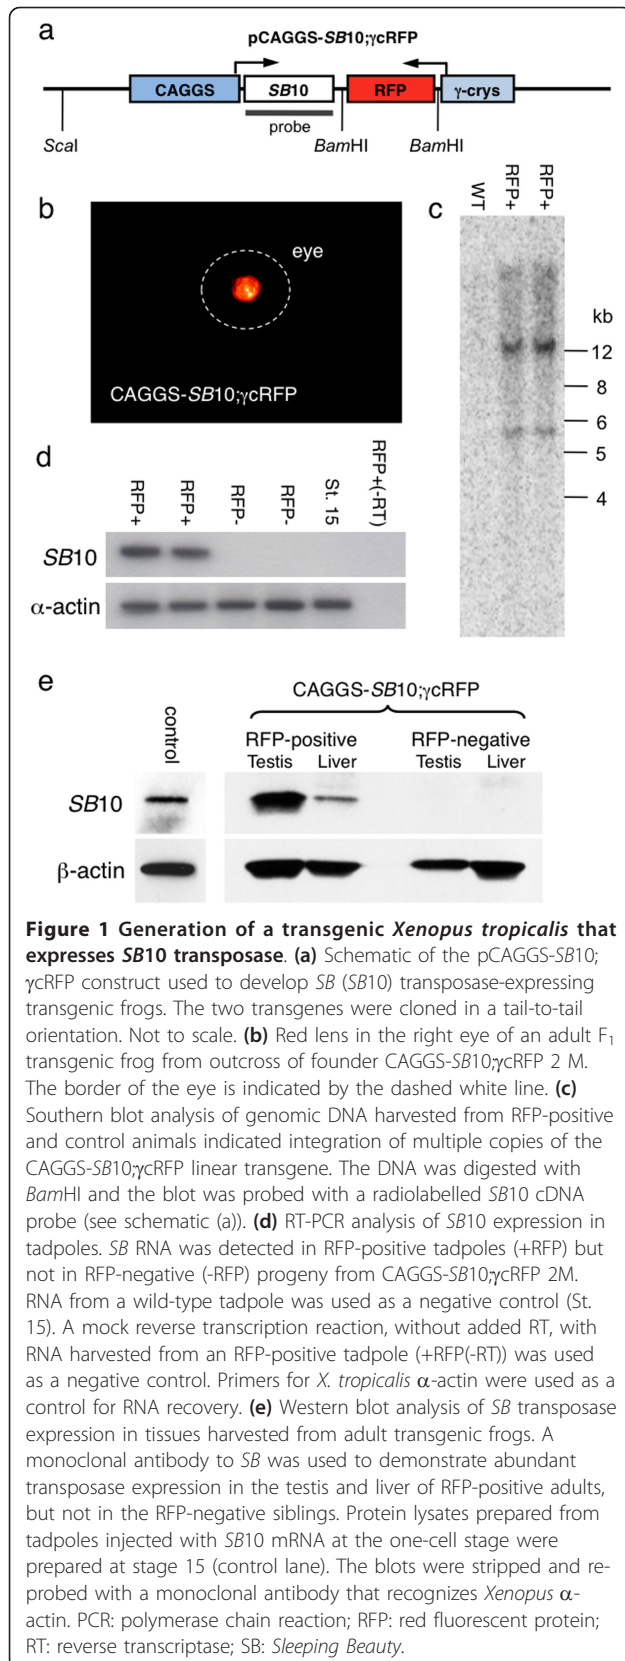 a
pCAGGS-SB10;γcRFP
CAGGS
SB10
RFP
γ-crys
probe
ScaI
BamHI
BamHI
b
eye
CAGGS-SB10;γcRFP
c
WT
RFP+
RFP+
kb
12
8
6
5
4
d
RFP+
RFP+
RFP-
RFP-
St. 15
RFP+(-RT)
SB10
α-actin
e
CAGGS-SB10;γcRFP
control
RFP-positive
RFP-negative
Testis Liver
Testis Liver
SB10
β-actin
Figure 1 Generation of a transgenic Xenopus tropicalis that
expresses SB10 transposase. (a) Schematic of the pCAGGS-SB10;
γcRFP construct used to develop SB (SB10) transposase-expressing
transgenic frogs. The two transgenes were cloned in a tail-to-tail
orientation. Not to scale. (b) Red lens in the right eye of an adult F1
transgenic frog from outcross of founder CAGGS-SB10;γcRFP 2 M.
The border of the eye is indicated by the dashed white line. (c)
Southern blot analysis of genomic DNA harvested from RFP-positive
and control animals indicated integration of multiple copies of the
CAGGS-SB10;γcRFP linear transgene. The DNA was digested with
BamHI and the blot was probed with a radiolabelled SB10 cDNA
probe (see schematic (a)). (d) RT-PCR analysis of SB10 expression in
tadpoles. SB RNA was detected in RFP-positive tadpoles (+RFP) but
not in RFP-negative (-RFP) progeny from CAGGS-SB10;γcRFP 2M.
RNA from a wild-type tadpole was used as a negative control (St.
15). A mock reverse transcription reaction, without added RT, with
RNA harvested from an RFP-positive tadpole (+RFP(-RT)) was used
as a negative control. Primers for X. tropicalis α-actin were used as a
control for RNA recovery. (e) Western blot analysis of SB transposase
expression in tissues harvested from adult transgenic frogs. A
monoclonal antibody to SB was used to demonstrate abundant
transposase expression in the testis and liver of RFP-positive adults,
but not in the RFP-negative siblings. Protein lysates prepared from
tadpoles injected with SB10 mRNA at the one-cell stage were
prepared at stage 15 (control lane). The blots were stripped and re-
probed with a monoclonal antibody that recognizes Xenopus α-
actin. PCR: polymerase chain reaction; RFP: red fluorescent protein;
RT: reverse transcriptase; SB: Sleeping Beauty.